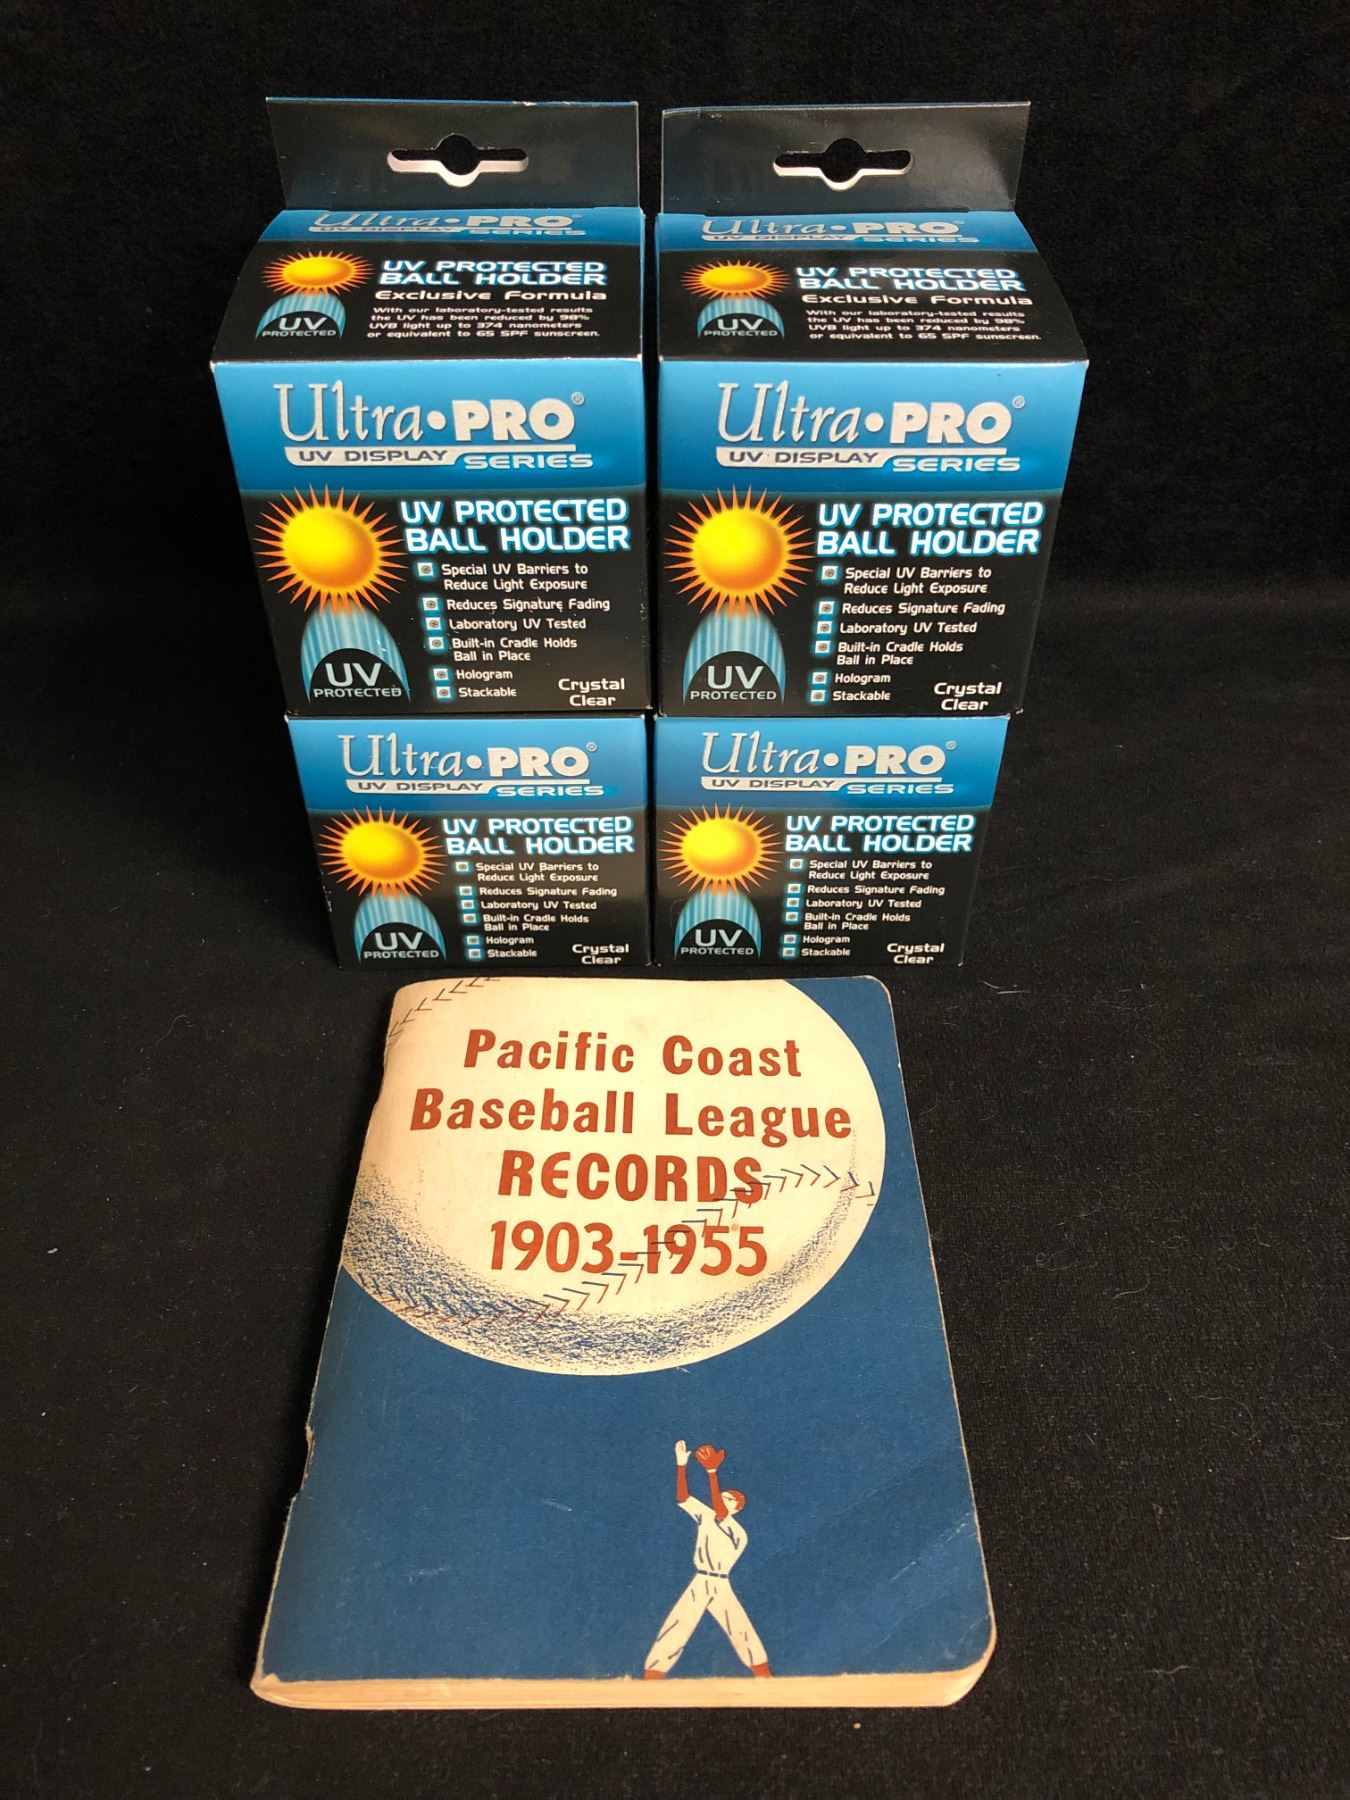 Ultra•PRO®
UV DISPLAY SERIES
UV PROTECTED
BALL HOLDER
Exclusive Formula
With our laboratory-tested results
the UV has been reduced by 98%
UVB light up to 374 nanometers
or equivalent to 65 SPF sunscreen.
UV
PROTECTED
Ultra•PRO®
UV DISPLAY SERIES
UV PROTECTED
BALL HOLDER
Special UV Barriers to
Reduce Light Exposure
Reduces Signature Fading
Laboratory UV Tested
Built-in Cradle Holds
Ball in Place
Hologram
Stackable
UV
PROTECTED
Crystal
Clear
Ultra•PRO
UV DISPLAY SERIES
UV PROTECTED
BALL HOLDER
Exclusive Formula
With our laboratory-tested results
the UV has been reduced by 98%
UVB light up to 374 nanometers
or equivalent to 65 SPF sunscreen.
UV
PROTECTED
Ultra•PRO®
UV DISPLAY SERIES
UV PROTECTED
BALL HOLDER
Special UV Barriers to
Reduce Light Exposure
Reduces Signature Fading
Laboratory UV Tested
Built-in Cradle Holds
Ball in Place
Hologram
Stackable
UV
PROTECTED
Crystal
Clear
Ultra•PRO®
UV DISPLAY SERIES
UV PROTECTED
BALL HOLDER
Special UV Barriers to
Reduce Light Exposure
Reduces Signature Fading
Laboratory UV Tested
Built-in Cradle Holds
Ball in Place
Hologram
Stackable
UV
PROTECTED
Crystal
Clear
Ultra•PRO®
UV DISPLAY SERIES
UV PROTECTED
BALL HOLDER
Special UV Barriers to
Reduce Light Exposure
Reduces Signature Fading
Laboratory UV Tested
Built-in Cradle Holds
Ball in Place
Hologram
Stackable
UV
PROTECTED
Crystal
Clear
Pacific Coast
Baseball League
RECORDS
1903-1955